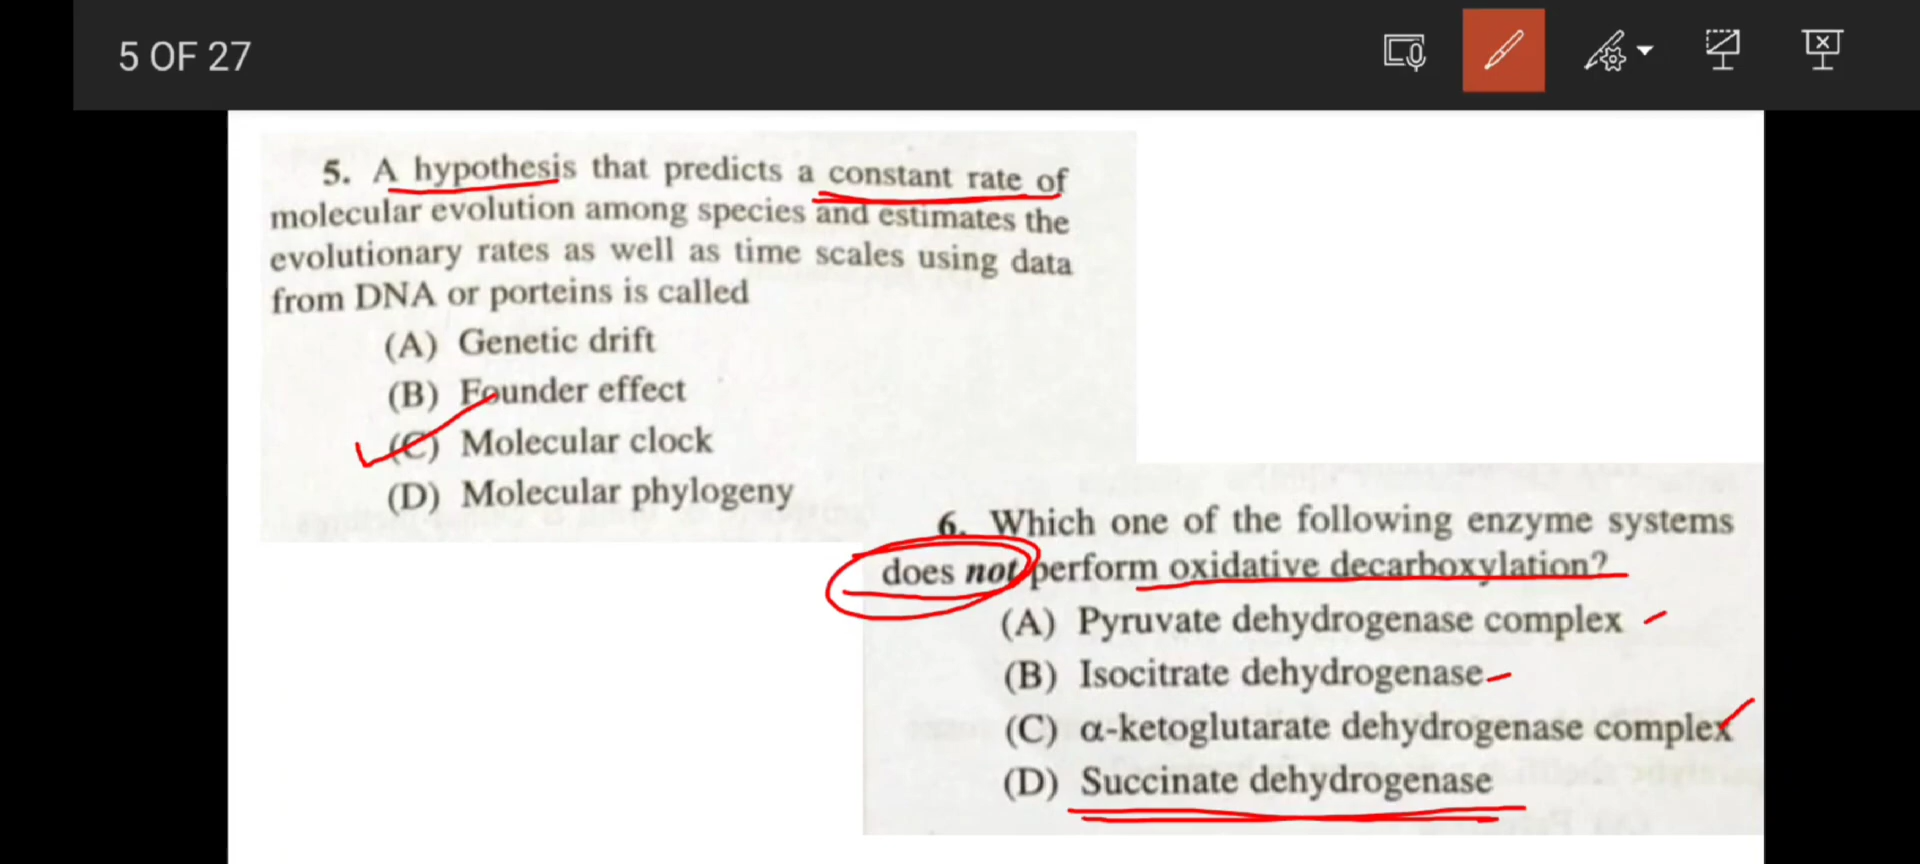 5 OF 27
5. A hypothesis that predicts a constant rate of
molecular evolution among species and estimates the
evolutionary rates as well as time scales using data
from DNA or porteins is called
(A) Genetic drift
(B) Founder effect
(C) Molecular clock
(D) Molecular phylogeny
6. Which one of the following enzyme systems
does not perform oxidative decarboxylation?
(A) Pyruvate dehydrogenase complex
(B) Isocitrate dehydrogenase
(C) α-ketoglutarate dehydrogenase complex
(D) Succinate dehydrogenase